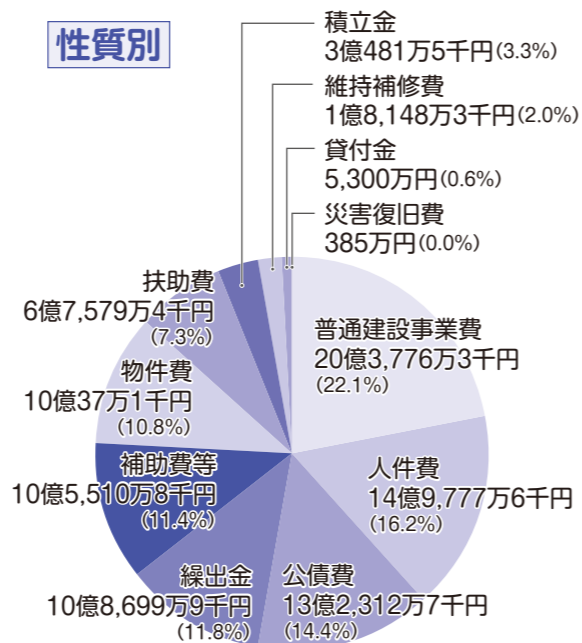 性質別
積立金
3億481万5千円(3.3%)
維持補修費
1億8,148万3千円(2.0%)
貸付金
5,300万円(0.6%)
災害復旧費
385万円(0.0%)
普通建設事業費
20億3,776万3千円
(22.1%)
人件費
14億9,777万6千円
(16.2%)
公債費
13億2,312万7千円
(14.4%)
繰出金
10億8,699万9千円
(11.8%)
補助費等
10億5,510万8千円
(11.4%)
物件費
10億37万1千円
(10.8%)
扶助費
6億7,579万4千円
(7.3%)